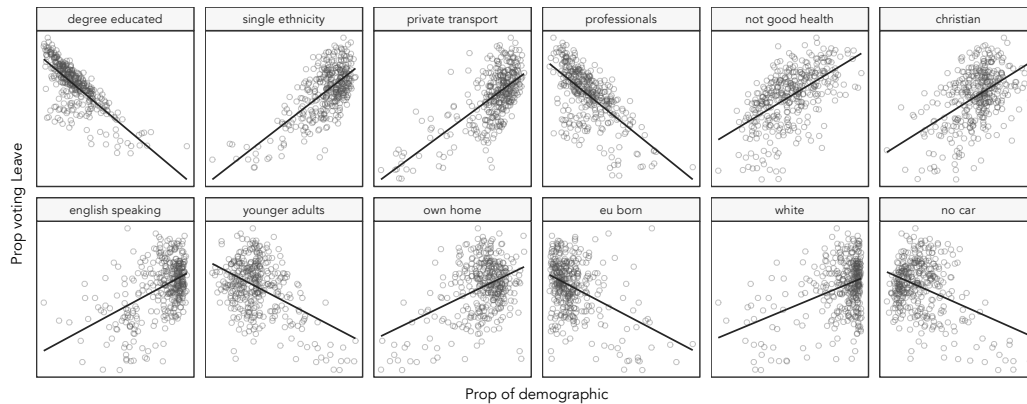 degree educated
single ethnicity
private transport
professionals
not good health
christian
english speaking
younger adults
own home
eu born
white
no car
Prop voting Leave
Prop of demographic